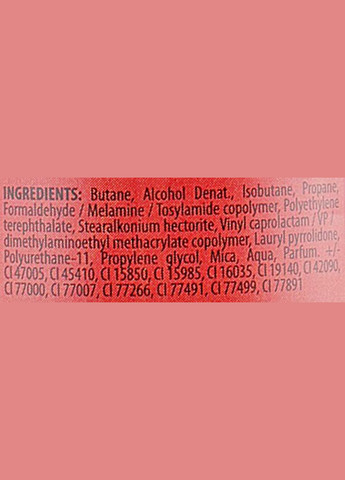 INGREDIENTS: Butane, Alcohol Denat., Isobutane, Propane,
Formaldehyde / Melamine / Tosylamide copolymer, Polyethylene
terephthalate, Stearalkonium hectorite, Vinyl caprolactam / VP /
dimethylaminoethyl methacrylate copolymer, Lauryl pyrrolidone,
Polyurethane-11, Propylene glycol, Mica, Aqua, Parfum. +/-
CI 47005, CI 45410, CI 15850, CI 15985, CI 16035, CI 19140, CI 42090,
CI 77000, CI 77007, CI 77266, CI 77491, CI 77499, CI 77891